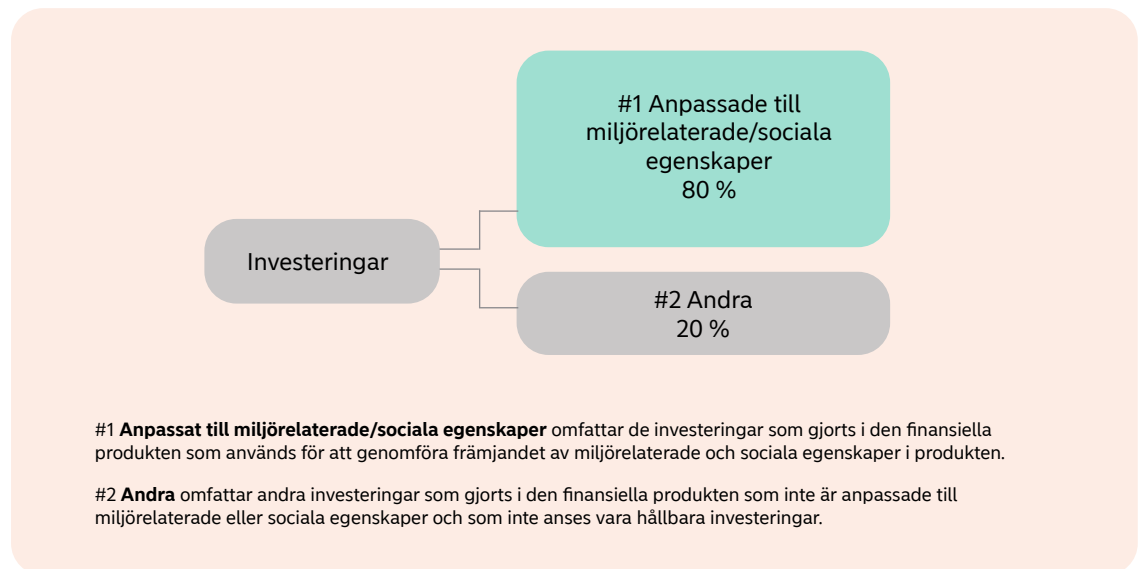 #1 Anpassade till
miljörelaterade/sociala
egenskaper
80 %
Investeringar
#2 Andra
20 %
#1 Anpassat till miljörelaterade/sociala egenskaper omfattar de investeringar som gjorts i den finansiella
produkten som används för att genomföra främjandet av miljörelaterade och sociala egenskaper i produkten.
#2 Andra omfattar andra investeringar som gjorts i den finansiella produkten som inte är anpassade till
miljörelaterade eller sociala egenskaper och som inte anses vara hållbara investeringar.